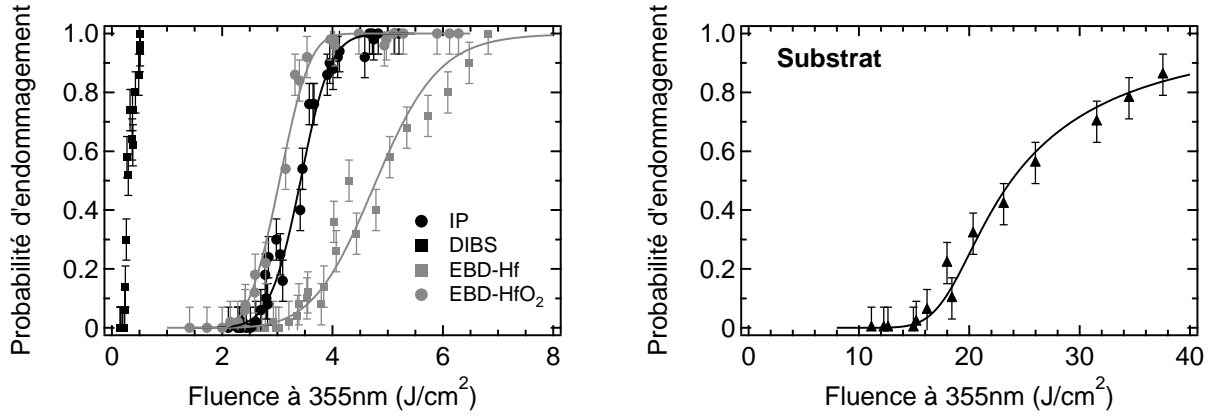 Probabilité d'endommagement
1.0
0.8
0.6
0.4
0.2
0
0
2
4
6
8
Fluence à 355nm (J/cm²)
IP
DIBS
EBD-Hf
EBD-HfO₂
Probabilité d'endommagement
1.0
0.8
0.6
0.4
0.2
0
0
10
20
30
40
Fluence à 355nm (J/cm²)
Substrat